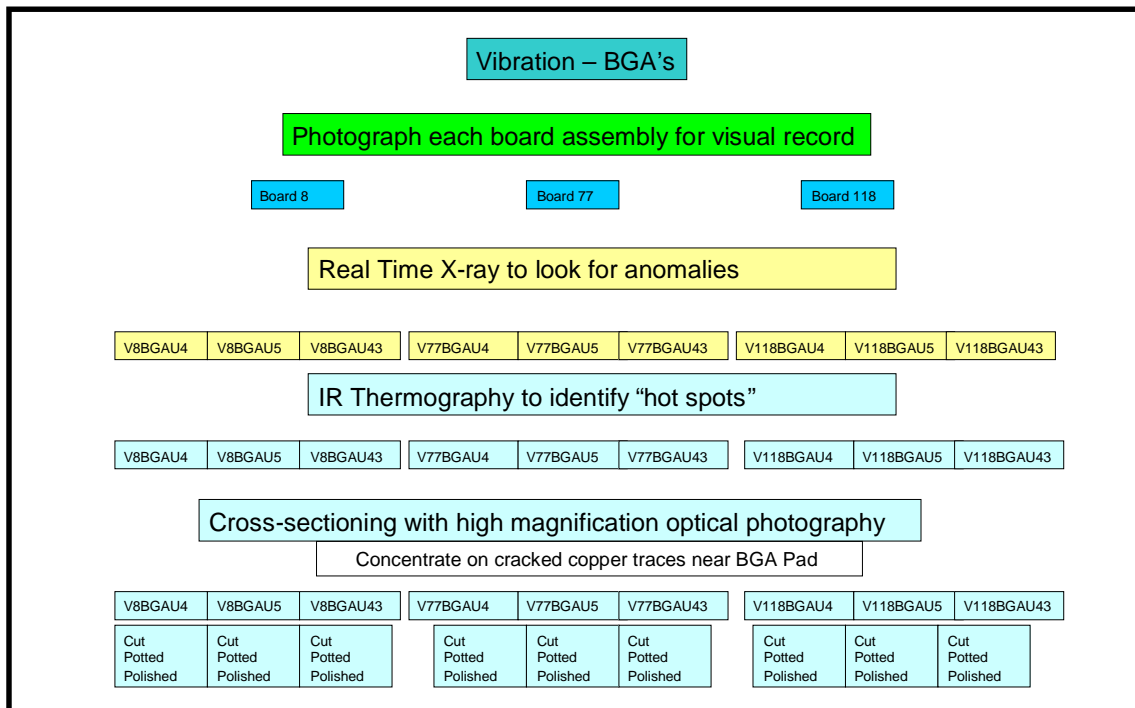 Vibration – BGA’s
Photograph each board assembly for visual record
Board 8 Board 77 Board 118
Real Time X-ray to look for anomalies
V8BGAU4 V8BGAU5 V8BGAU43 V77BGAU4 V77BGAU5 V77BGAU43 V118BGAU4 V118BGAU5 V118BGAU43
IR Thermography to identify “hot spots”
V8BGAU4 V8BGAU5 V8BGAU43 V77BGAU4 V77BGAU5 V77BGAU43 V118BGAU4 V118BGAU5 V118BGAU43
Cross-sectioning with high magnification optical photography
Concentrate on cracked copper traces near BGA Pad
V8BGAU4 V8BGAU5 V8BGAU43 V77BGAU4 V77BGAU5 V77BGAU43 V118BGAU4 V118BGAU5 V118BGAU43
Cut Cut Cut Cut Cut Cut Cut Cut Cut
Potted Potted Potted Potted Potted Potted Potted Potted Potted
Polished Polished Polished Polished Polished Polished Polished Polished Polished